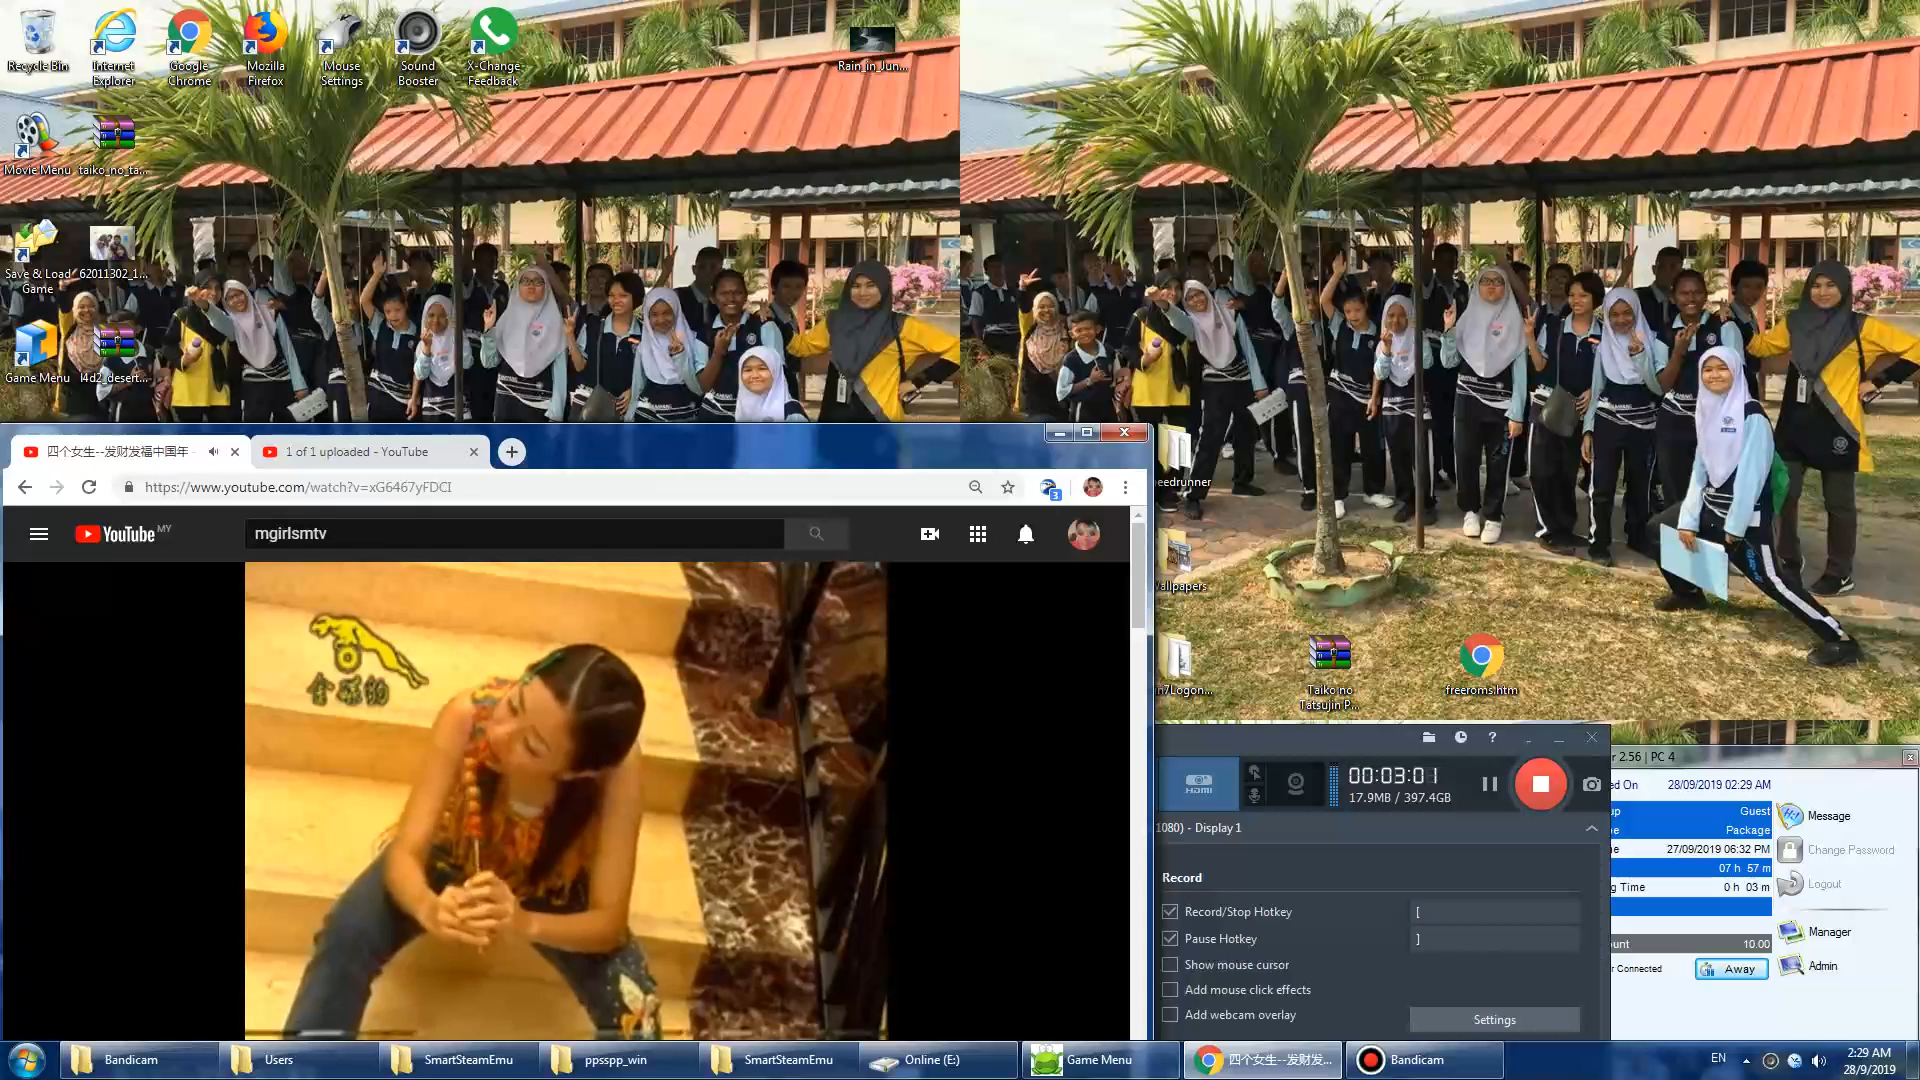 Recycle Bin
Internet
Explorer
Google
Chrome
Mozilla
Firefox
Mouse
Settings
Sound
Booster
X-Change
Feedback
Rain_in_Jun...
Movie Menu
taiko_no_ta...
Save & Load
Game
62011302_1...
Game Menu
l4d2_desert...
四个女生--发财发福中国年
1 of 1 uploaded - YouTube
https://www.youtube.com/watch?v=xG6467yFDCI
3
YouTube MY
mgirlsmtv
eedrunner
allpapers
n7Logon...
Taiko no
Tatsujin P...
freeroms.htm
HDMI
00:03:01
17.9MB / 397.4GB
1080) - Display 1
Record
Record/Stop Hotkey
[
Pause Hotkey
]
Show mouse cursor
Add mouse click effects
Add webcam overlay
Settings
r 2.56 | PC 4
ed On
28/09/2019 02:29 AM
up
Guest
e
Package
e
27/09/2019 06:32 PM
07 h 57 m
g Time
0 h 03 m
unt
10.00
r Connected
Away
Message
Change Password
Logout
Manager
Admin
Bandicam
Users
SmartSteamEmu
ppsspp_win
SmartSteamEmu
Online (E:)
Game Menu
四个女生--发财发...
Bandicam
EN
2:29 AM
28/9/2019